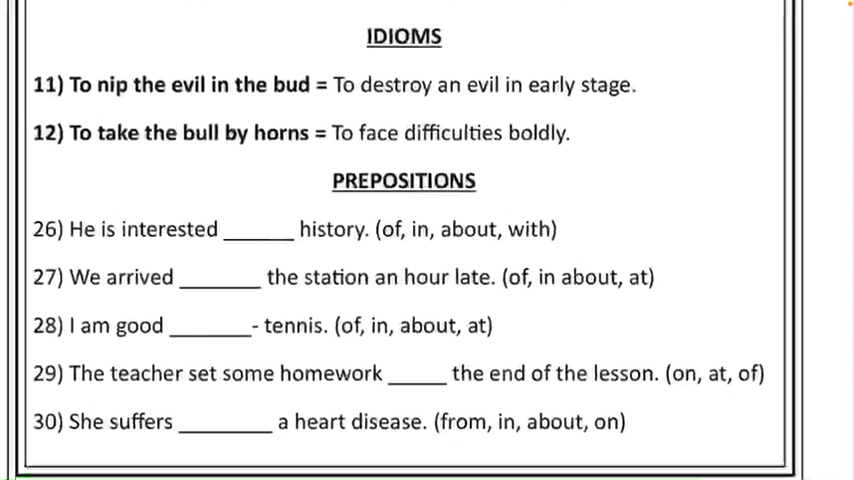 IDIOMS
11) To nip the evil in the bud = To destroy an evil in early stage.
12) To take the bull by horns = To face difficulties boldly.
PREPOSITIONS
26) He is interested ______ history. (of, in, about, with)
27) We arrived ________ the station an hour late. (of, in about, at)
28) I am good ________- tennis. (of, in, about, at)
29) The teacher set some homework ______ the end of the lesson. (on, at, of)
30) She suffers _________ a heart disease. (from, in, about, on)